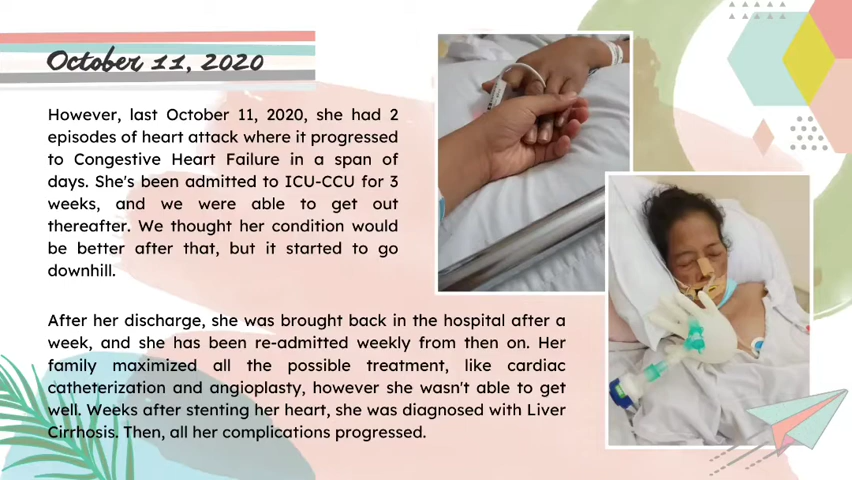 October 11, 2020
However, last October 11, 2020, she had 2
episodes of heart attack where it progressed
to Congestive Heart Failure in a span of
days. She's been admitted to ICU-CCU for 3
weeks, and we were able to get out
thereafter. We thought her condition would
be better after that, but it started to go
downhill.
After her discharge, she was brought back in the hospital after a
week, and she has been re-admitted weekly from then on. Her
family maximized all the possible treatment, like cardiac
catheterization and angioplasty, however she wasn't able to get
well. Weeks after stenting her heart, she was diagnosed with Liver
Cirrhosis. Then, all her complications progressed.